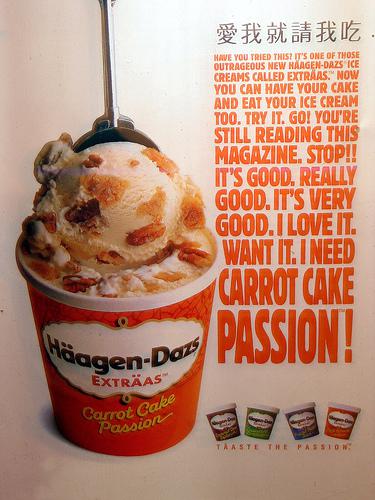 愛我就請我吃
HAVE YOU TRIED THIS? IT'S ONE OF THOSE
OUTRAGEOUS NEW HÄAGEN-DAZS® ICE
CREAMS CALLED EXTRÄAS.™ NOW
YOU CAN HAVE YOUR CAKE
AND EAT YOUR ICE CREAM
TOO. TRY IT. GO! YOU'RE
STILL READING THIS
MAGAZINE. STOP!!
IT'S GOOD. REALLY
GOOD. IT'S VERY
GOOD. I LOVE IT.
WANT IT. I NEED
CARROT CAKE
PASSION!
Häagen-Dazs
EXTRÄAS™
Carrot Cake
Passion
TÄASTE THE PASSION.